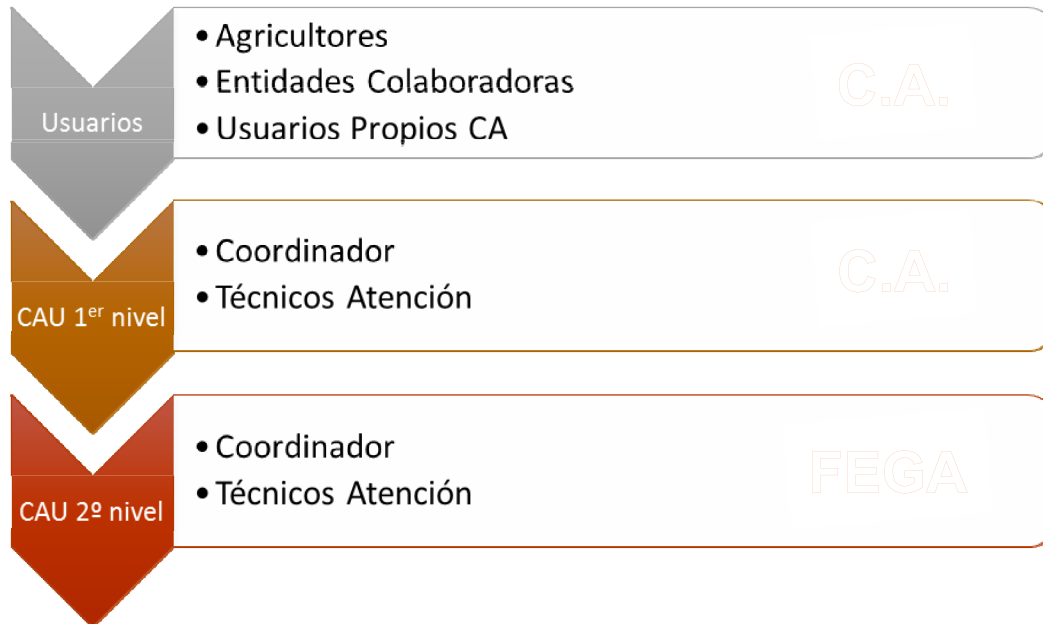 Usuarios
• Agricultores
• Entidades Colaboradoras
• Usuarios Propios CA
C.A.
CAU 1er nivel
• Coordinador
• Técnicos Atención
C.A.
CAU 2º nivel
• Coordinador
• Técnicos Atención
FEGA